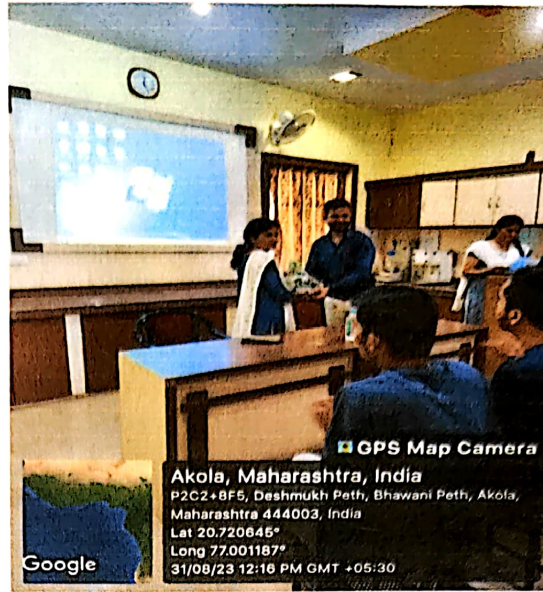 GPS Map Camera
Akola, Maharashtra, India
P2C2+8F5, Deshmukh Peth, Bhawani Peth, Akola,
Maharashtra 444003, India
Lat 20.720645°
Long 77.001187°
31/08/23 12:16 PM GMT +05:30
Google